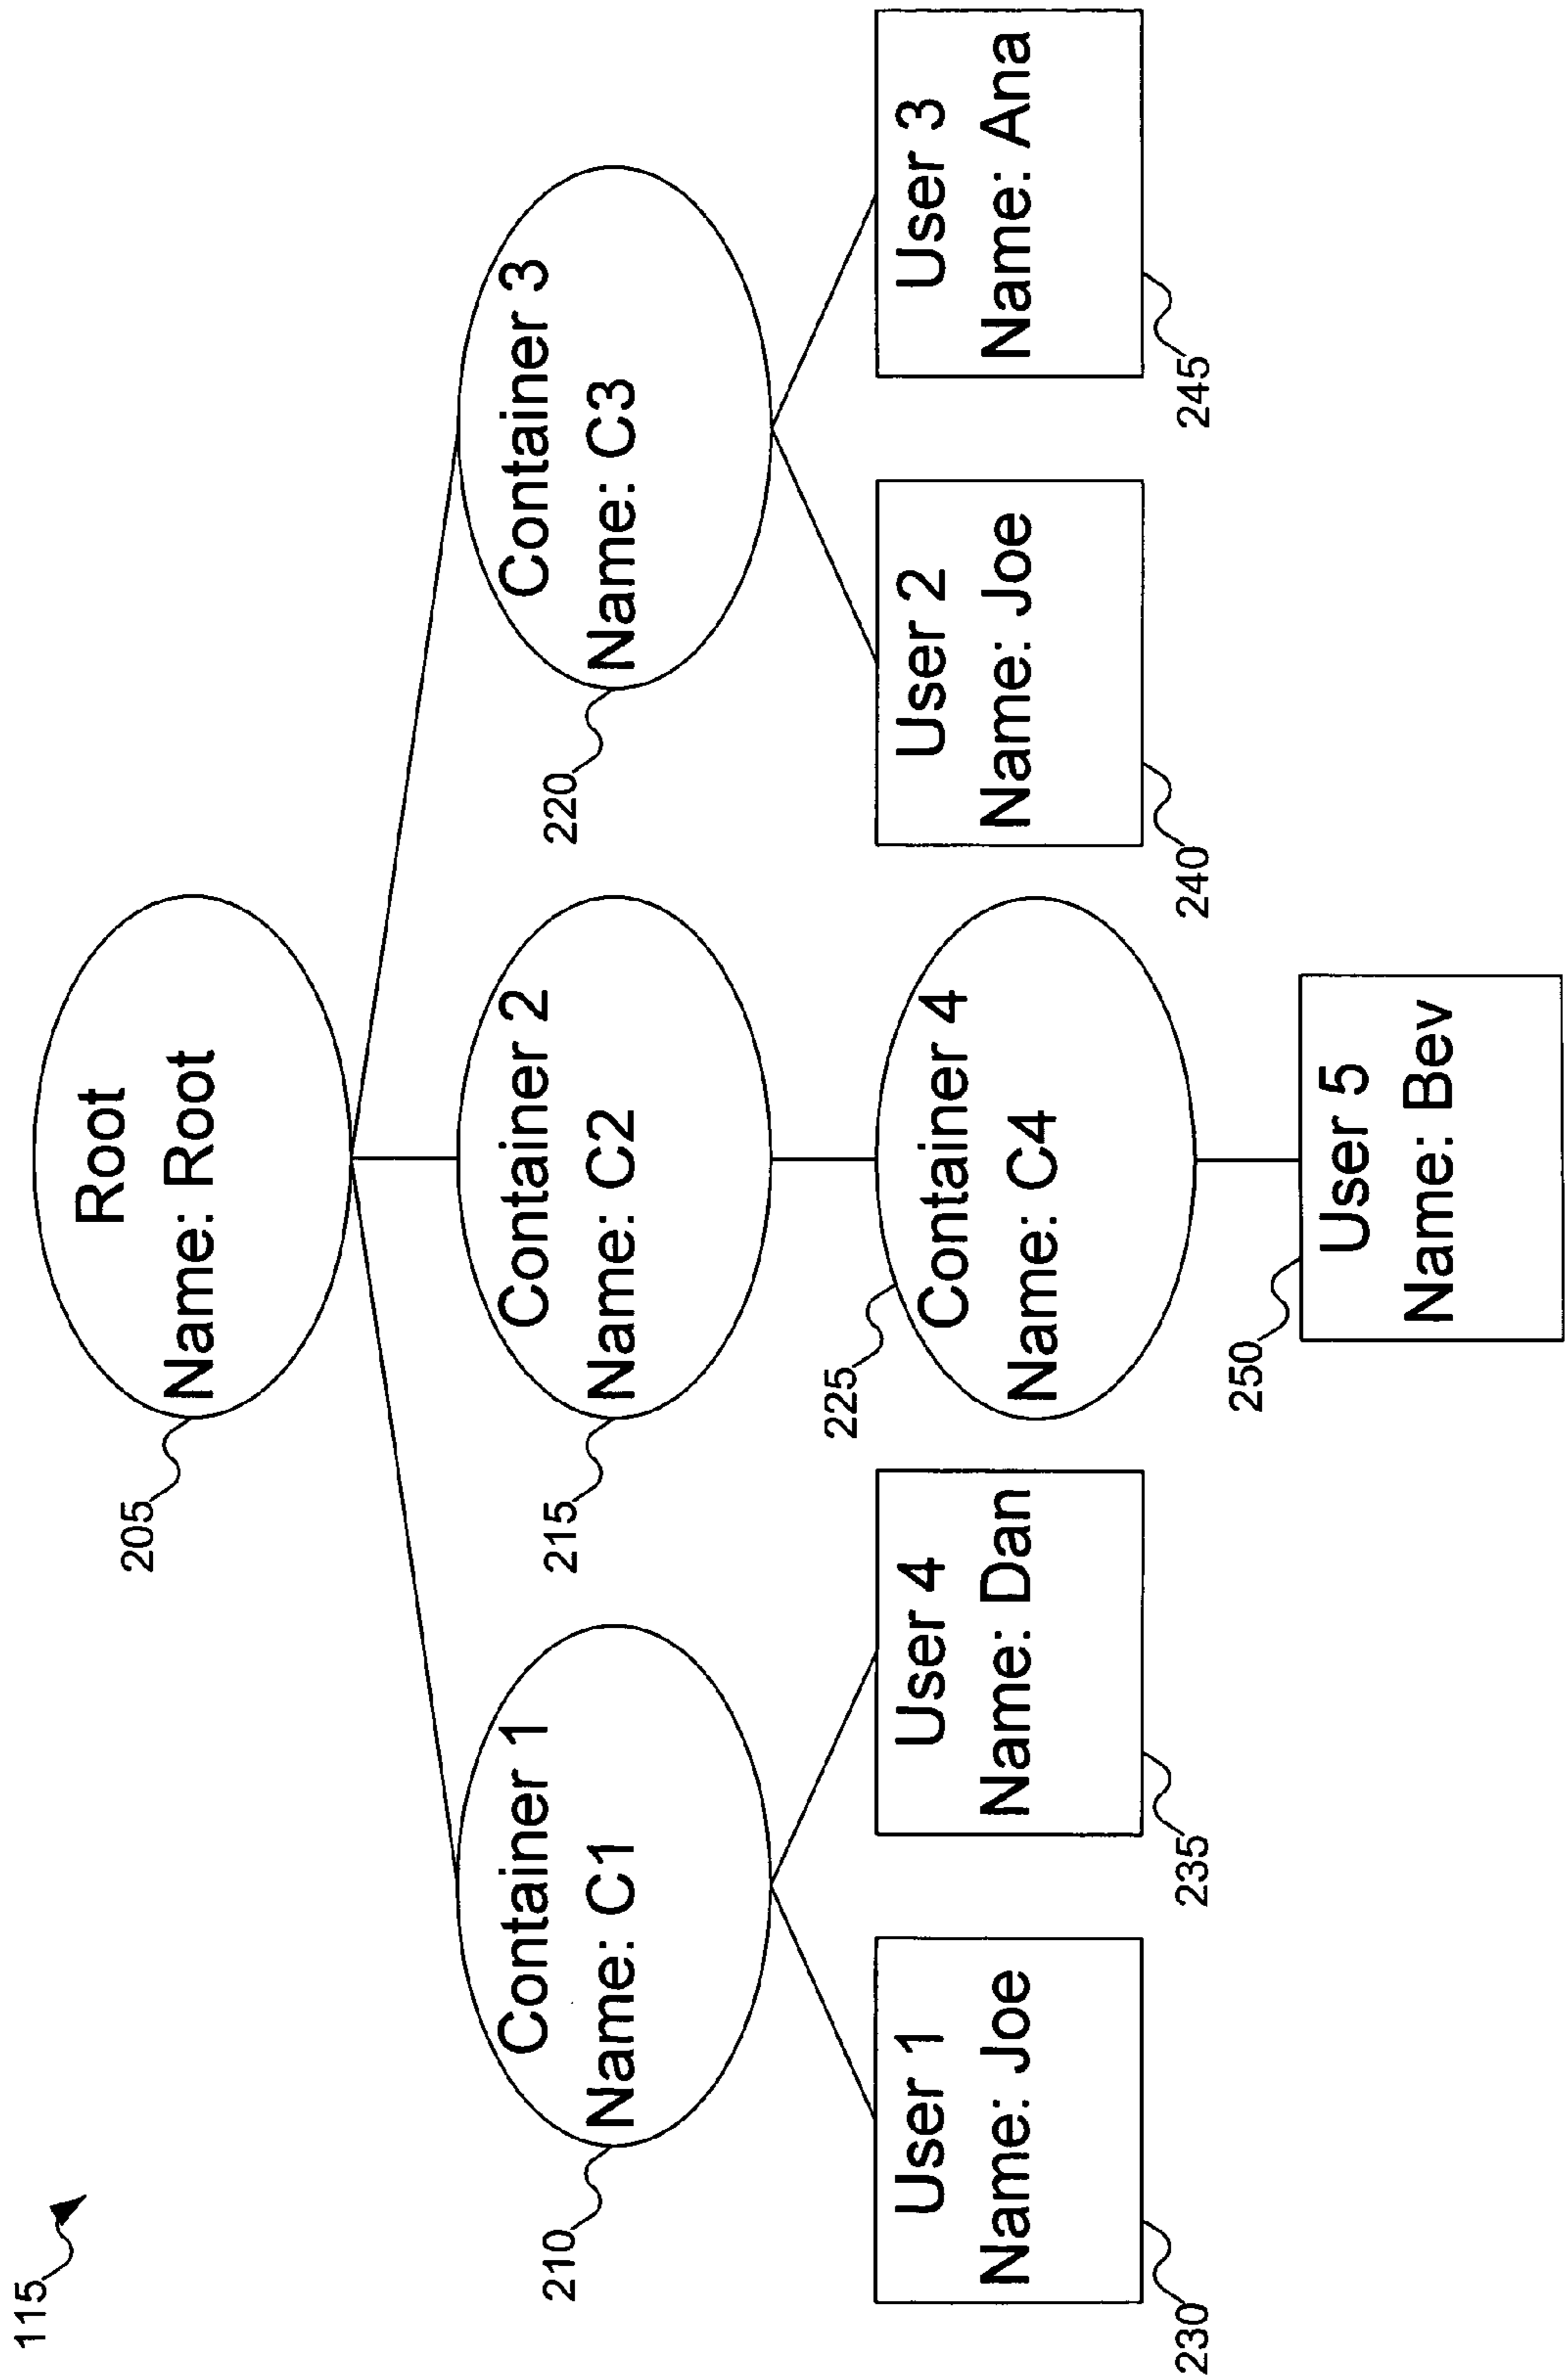 115
Root
Name: Root
205
Container 1
Name: C1
210
Container 2
Name: C2
215
Container 3
Name: C3
220
User 1
Name: Joe
230
User 4
Name: Dan
235
Container 4
Name: C4
225
User 2
Name: Joe
240
User 3
Name: Ana
245
User 5
Name: Bev
250